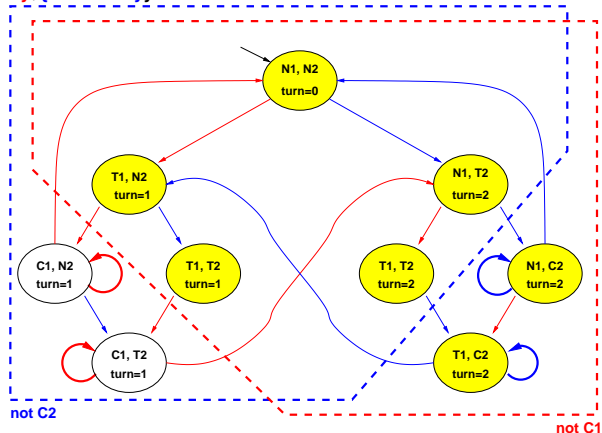 N1, N2
turn=0
T1, N2
turn=1
N1, T2
turn=2
C1, N2
turn=1
T1, T2
turn=1
T1, T2
turn=2
N1, C2
turn=2
C1, T2
turn=1
T1, C2
turn=2
not C2
not C1